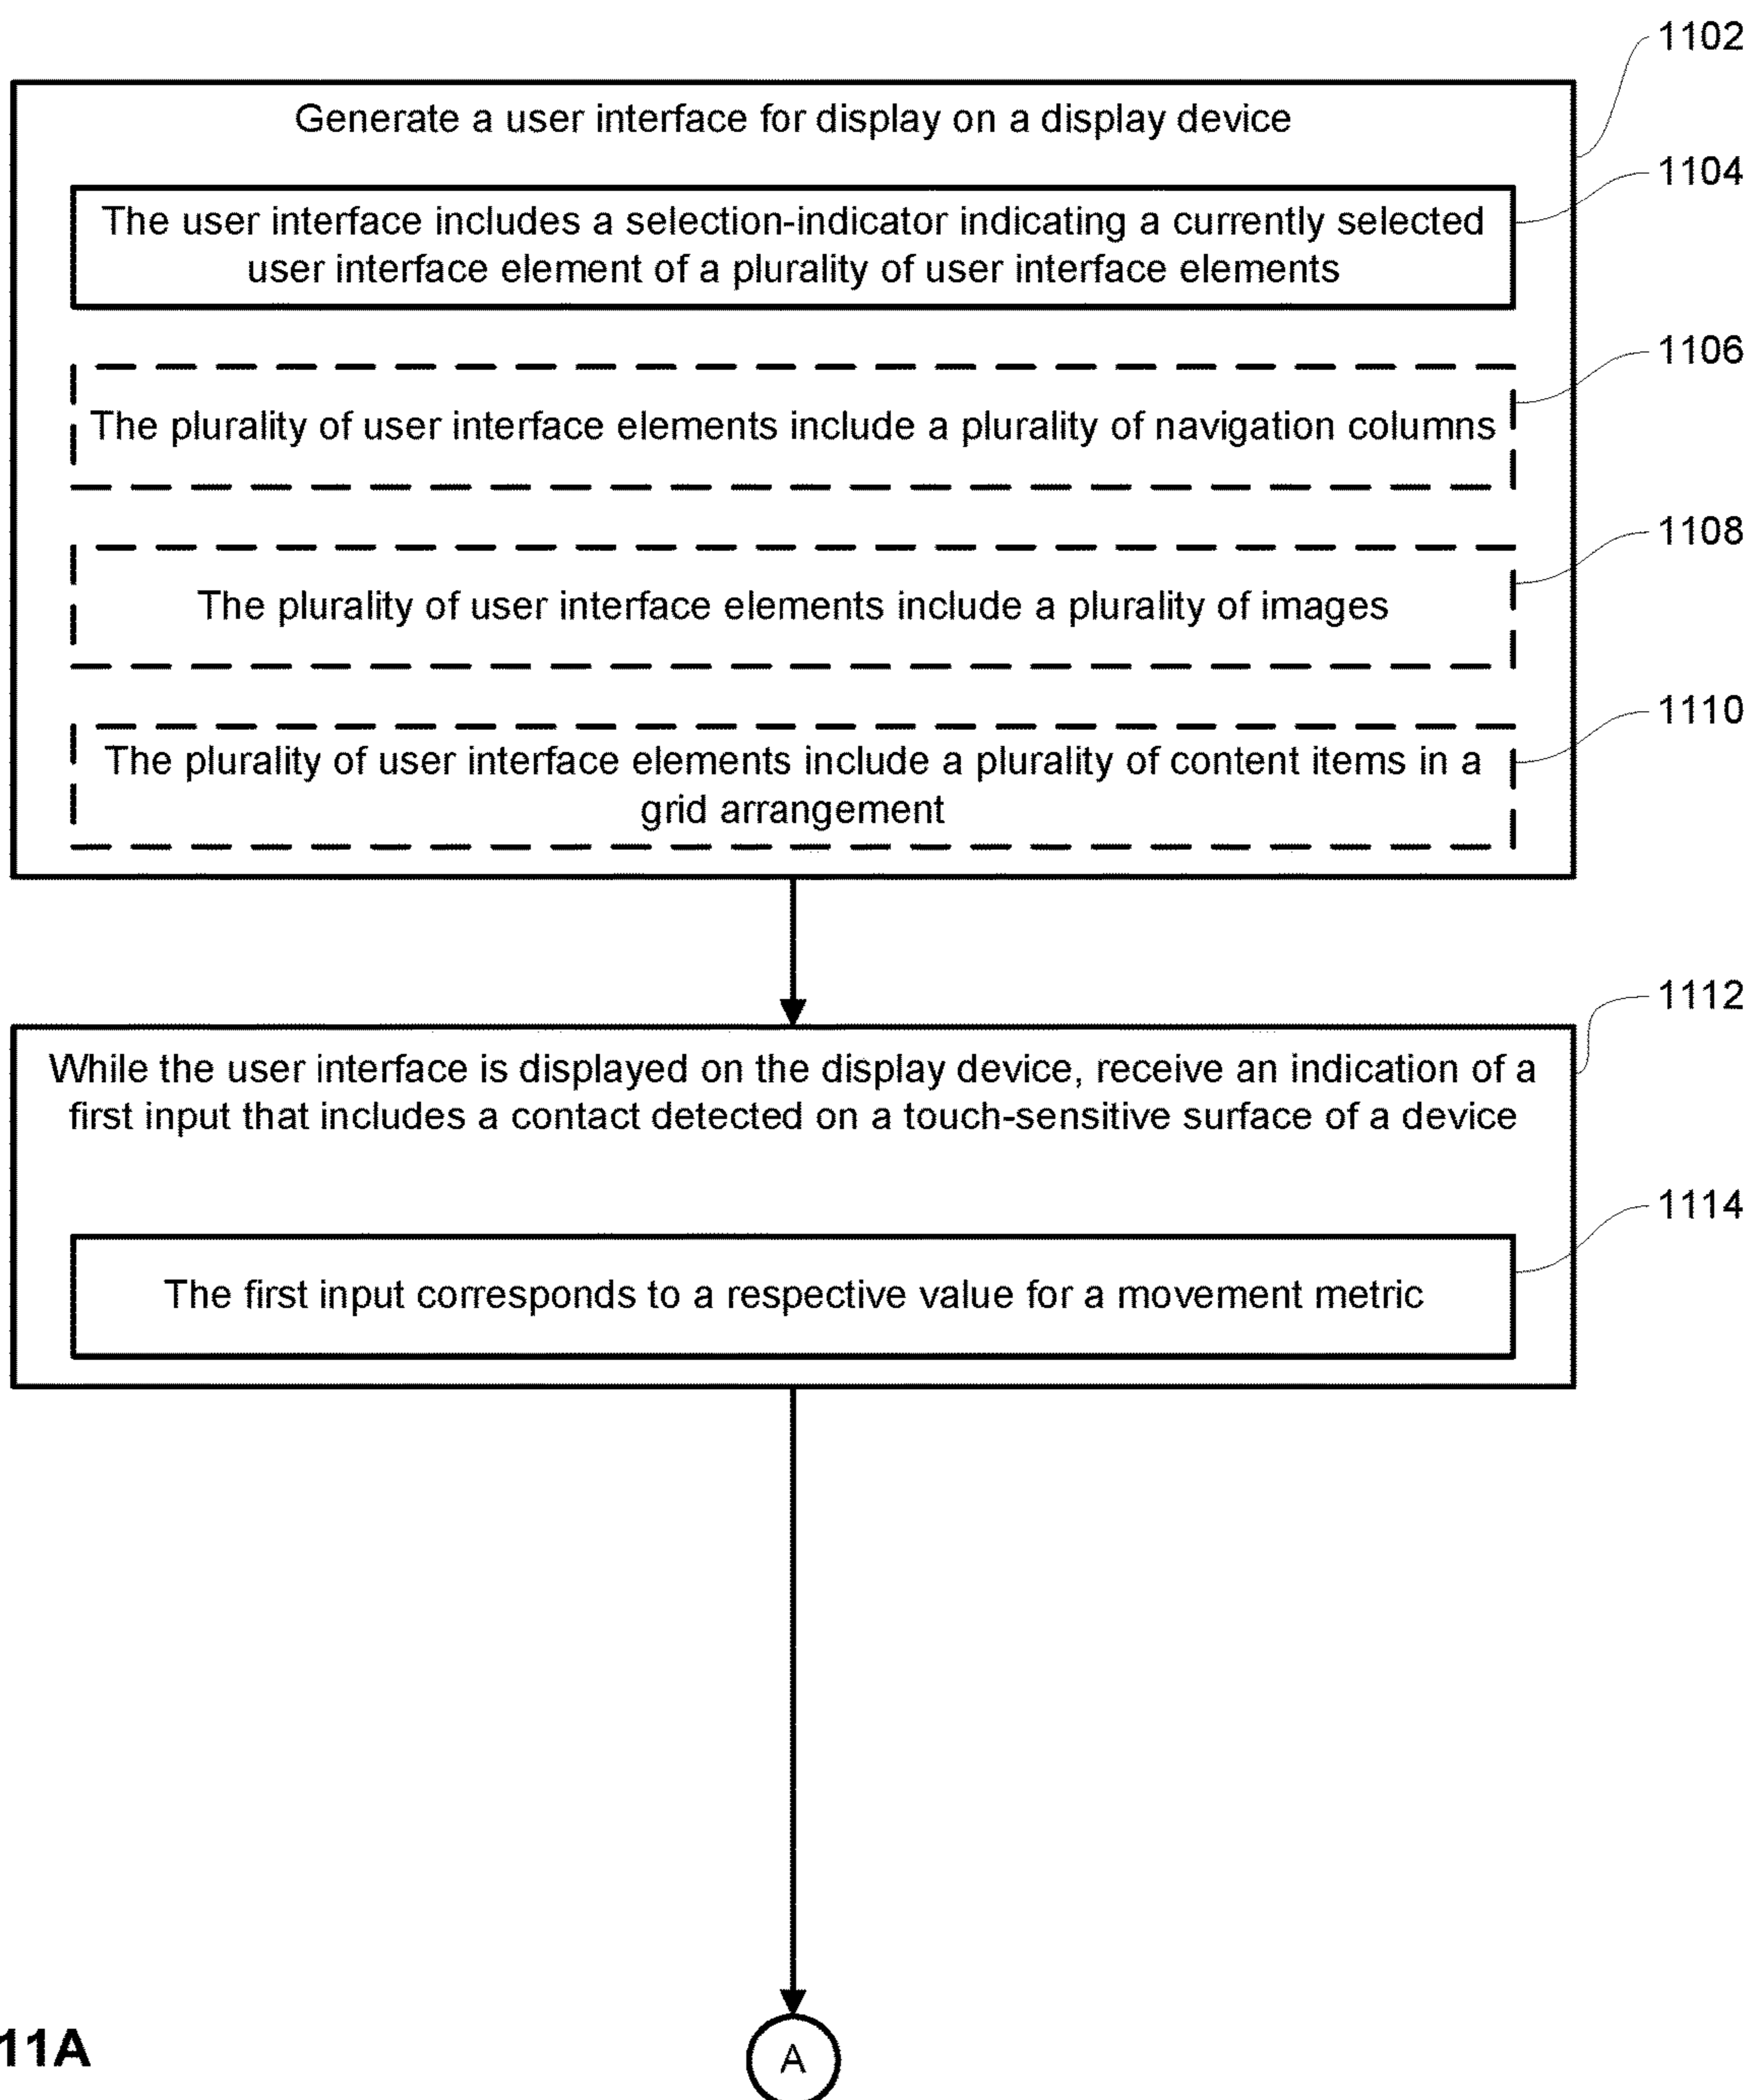 1102
Generate a user interface for display on a display device
1104
The user interface includes a selection-indicator indicating a currently selected
user interface element of a plurality of user interface elements
1106
The plurality of user interface elements include a plurality of navigation columns
1108
The plurality of user interface elements include a plurality of images
1110
The plurality of user interface elements include a plurality of content items in a
grid arrangement
1112
While the user interface is displayed on the display device, receive an indication of a
first input that includes a contact detected on a touch-sensitive surface of a device
1114
The first input corresponds to a respective value for a movement metric
11A
A